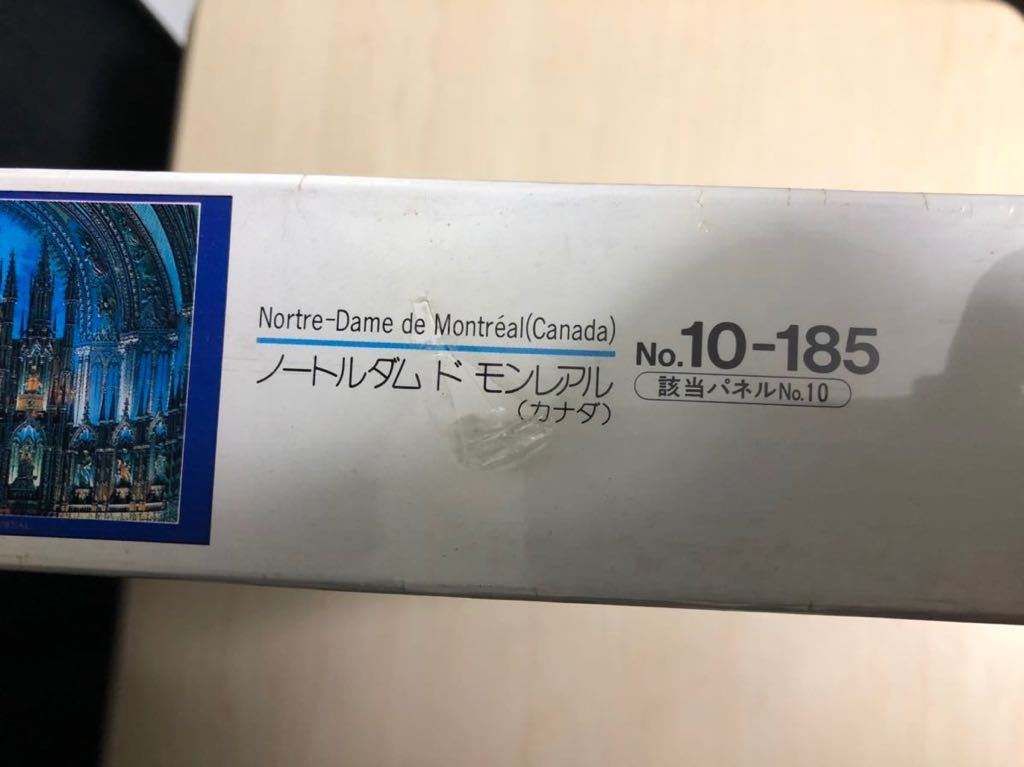 Nortre-Dame de Montréal(Canada)
ノートルダム ド モンレアル
(カナダ)
No.10-185
該当パネルNo.10